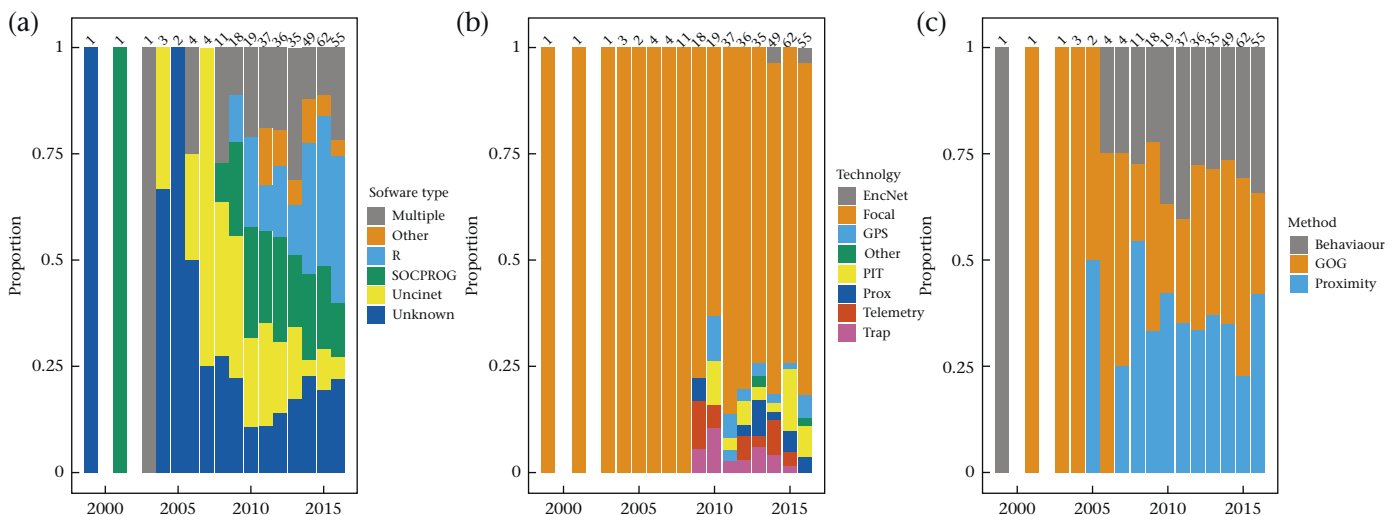 (a)
1 1 1 3 2 4 4 11 18 19 37 36 35 49 62 55
1
0.75
0.5
0.25
0
Proportion
2000 2005 2010 2015
Sofware type
Multiple
Other
R
SOCPROG
Uncinet
Unknown
(b)
1 1 1 3 2 4 4 11 18 19 37 36 35 49 62 55
1
0.75
0.5
0.25
0
Proportion
2000 2005 2010 2015
Technolgy
EncNet
Focal
GPS
Other
PIT
Prox
Telemetry
Trap
(c)
1 1 1 3 2 4 4 11 18 19 37 36 35 49 62 55
1
0.75
0.5
0.25
0
Proportion
2000 2005 2010 2015
Method
Behaviour
GOG
Proximity